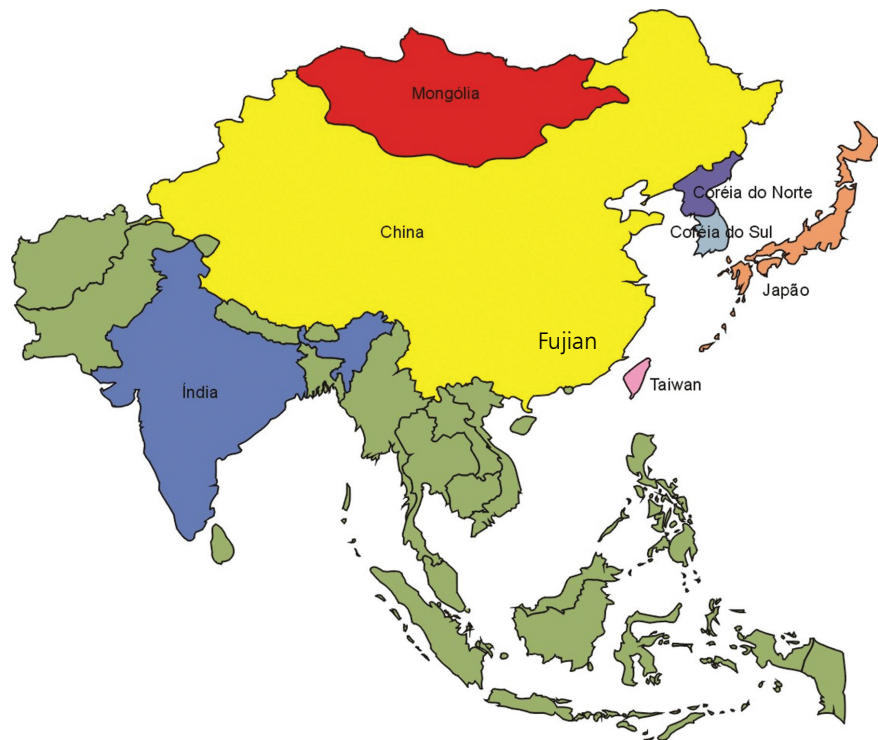 Mongólia
Coréia do Norte
China
Coréia do Sul
Japão
Fujian
Taiwan
Índia